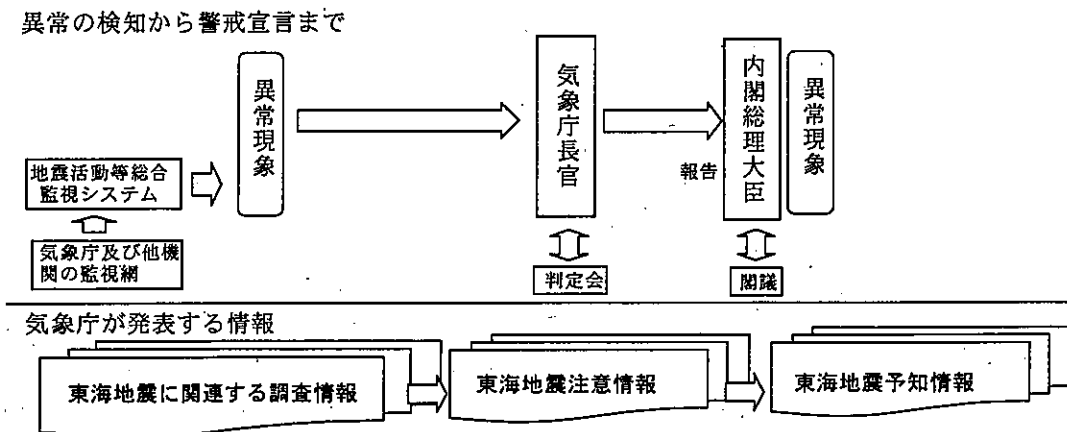 異常の検知から警戒宣言まで
異常現象
気象庁長官
内閣総理大臣
異常現象
報告
地震活動等総合
監視システム
気象庁及び他機
関の監視網
判定会
閣議
気象庁が発表する情報
東海地震に関連する調査情報
東海地震注意情報
東海地震予知情報